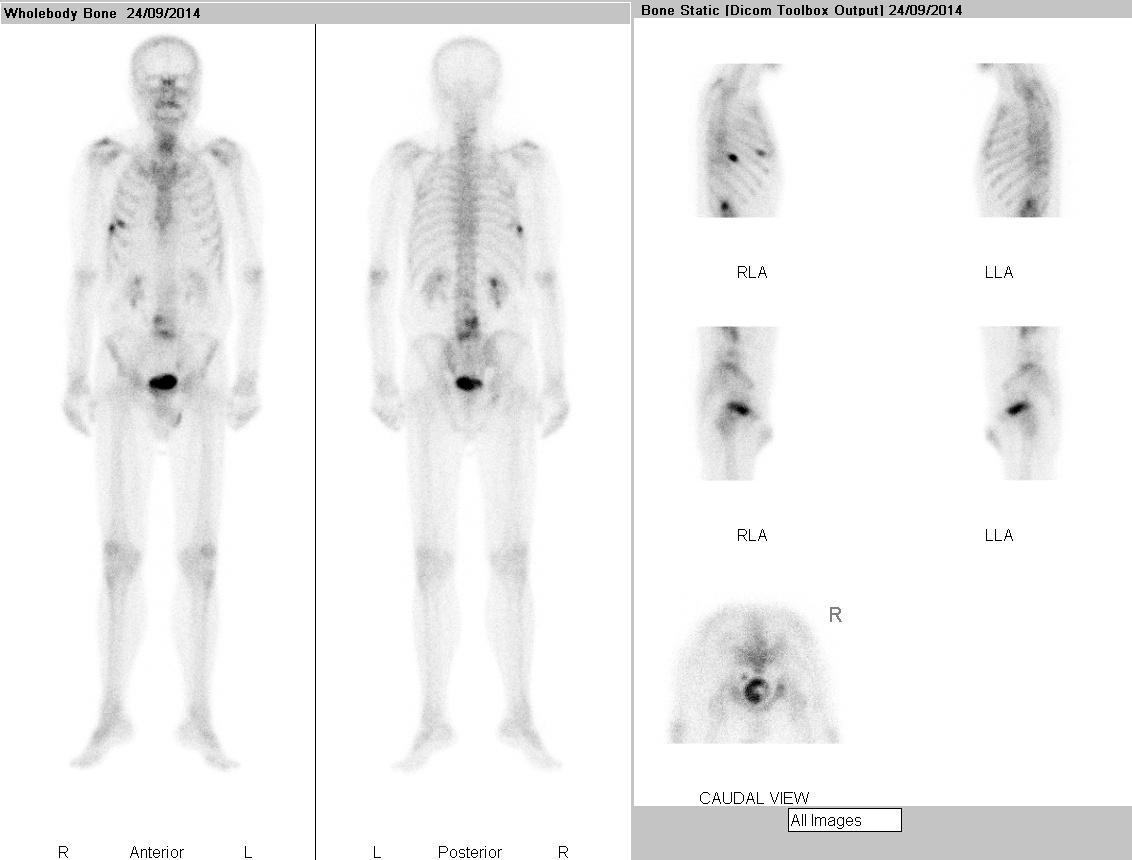 Wholebody Bone 24/09/2014
Bone Static [Dicom Toolbox Output] 24/09/2014
RLA
LLA
RLA
LLA
R
CAUDAL VIEW
All Images
R Anterior L
L Posterior R